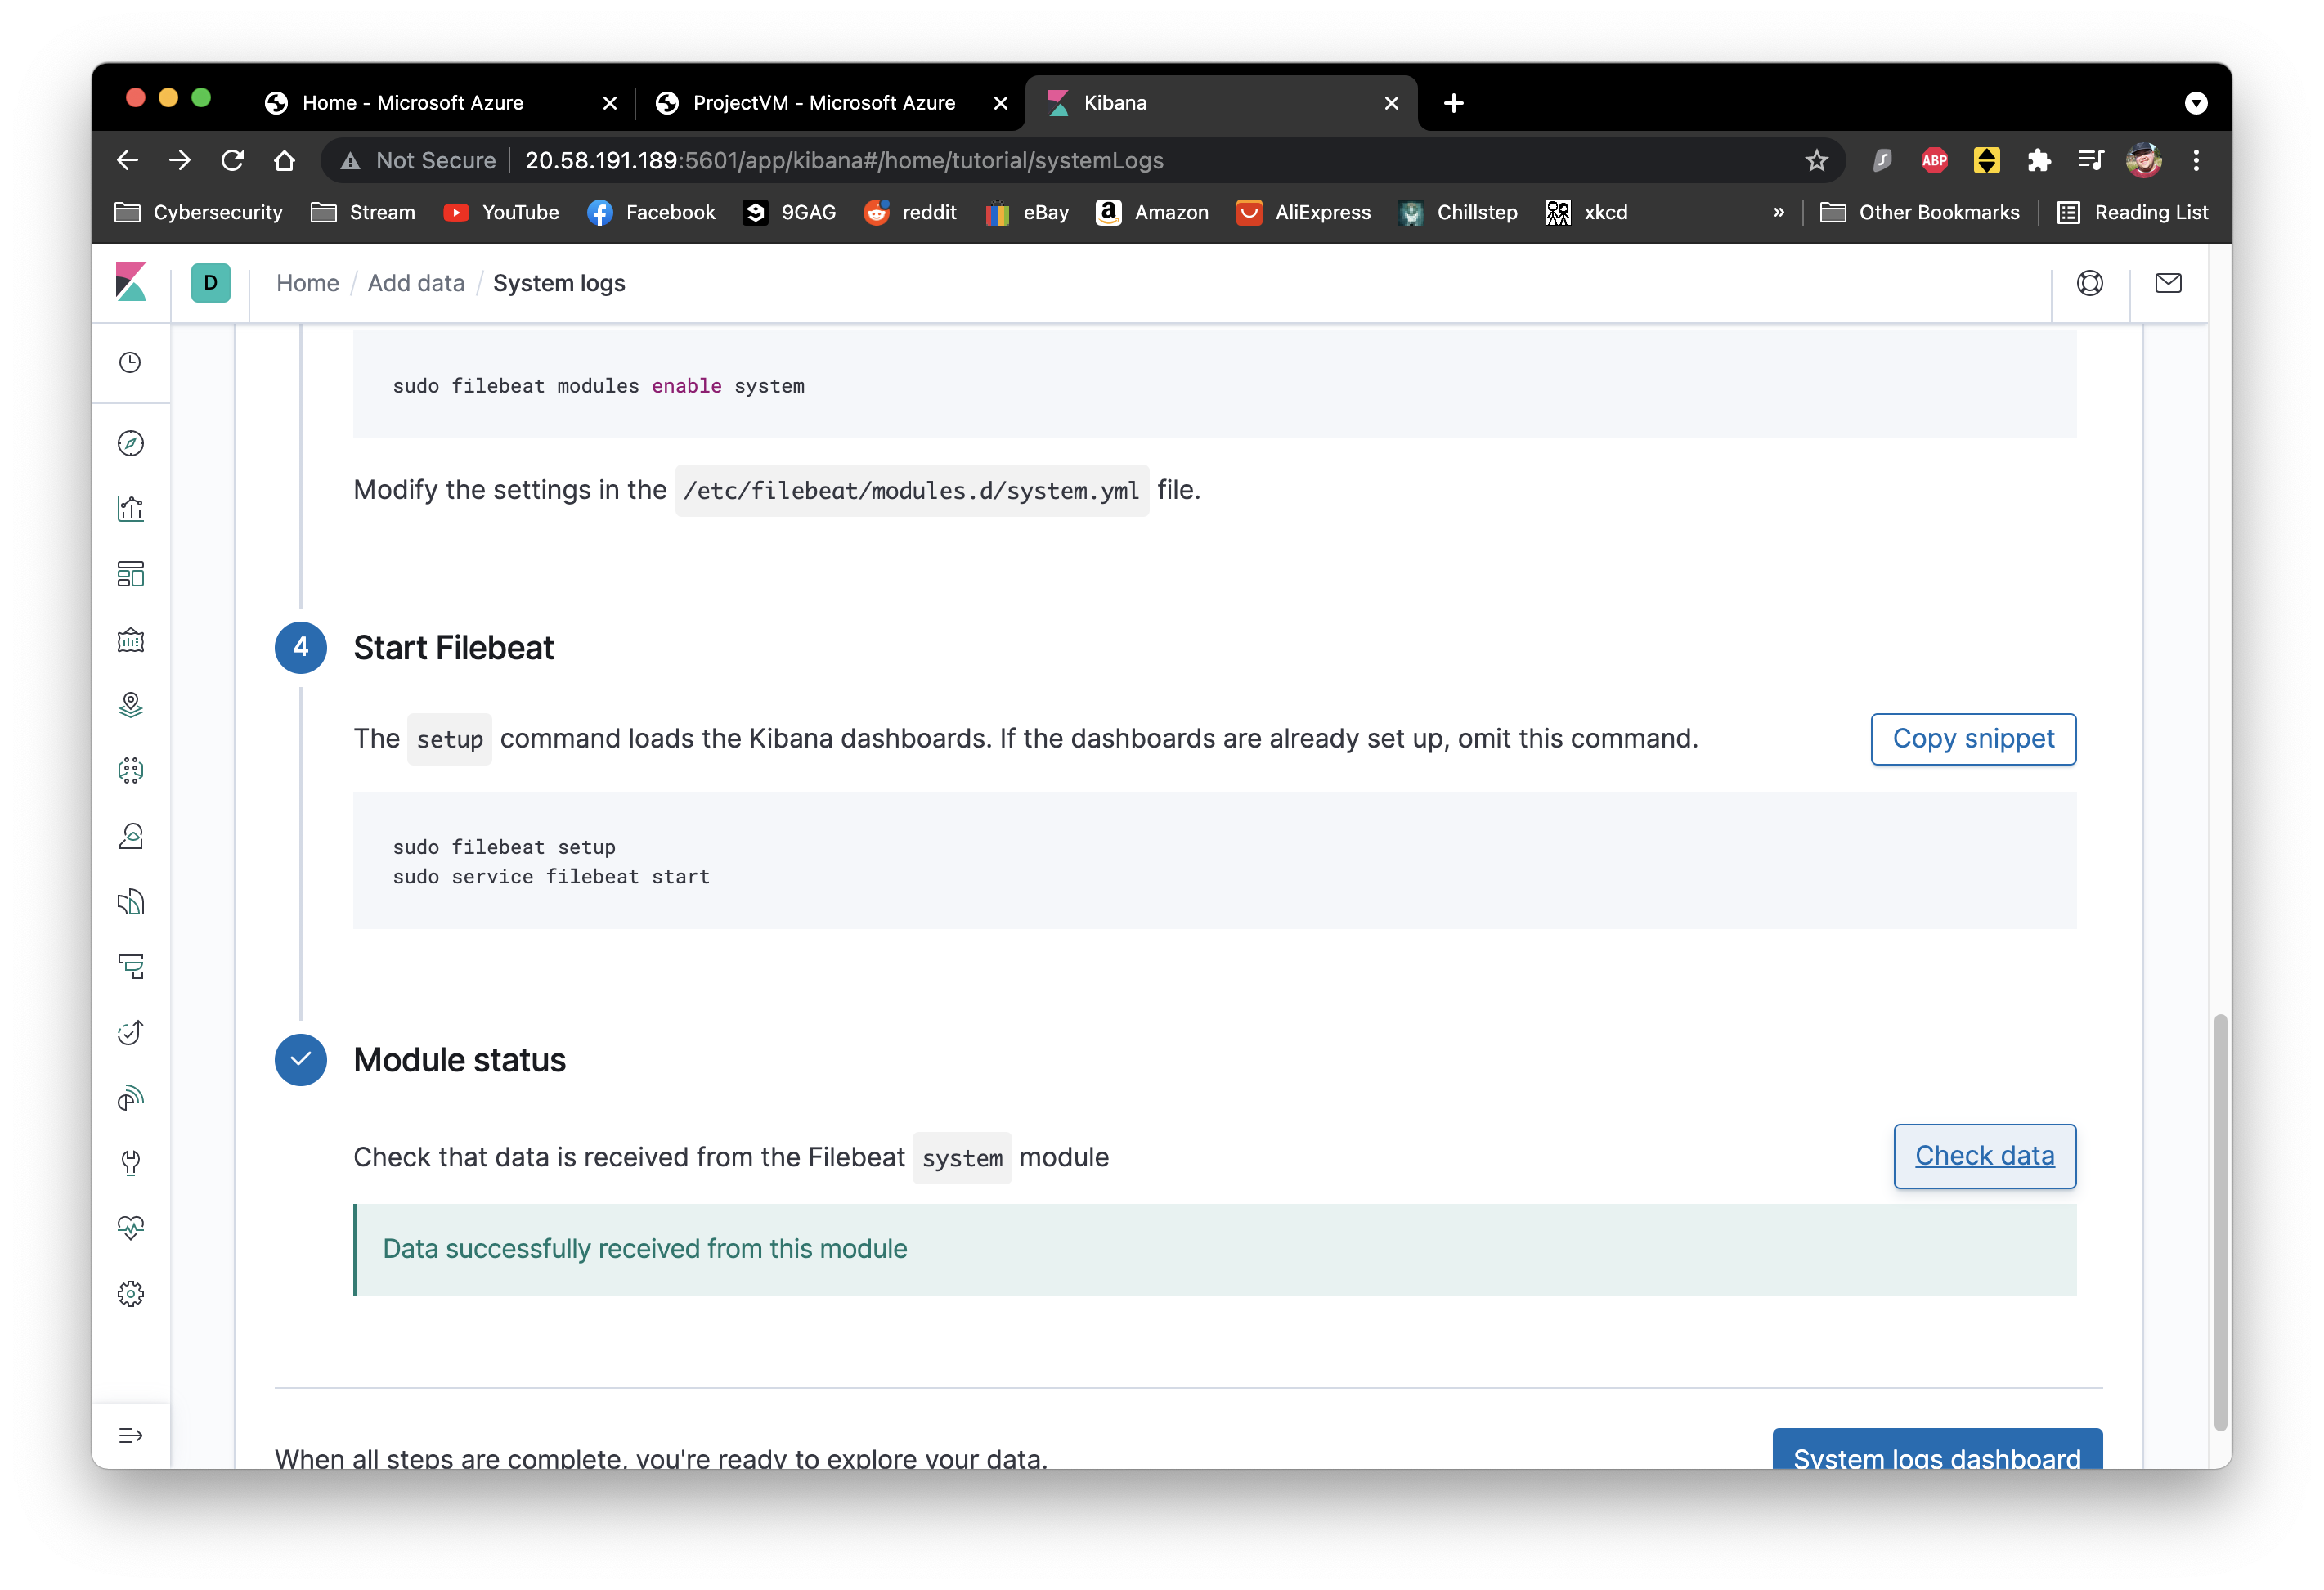 Home - Microsoft Azure
ProjectVM - Microsoft Azure
Kibana
Not Secure
20.58.191.189:5601/app/kibana#/home/tutorial/systemLogs
ABP
Cybersecurity
Stream
YouTube
Facebook
9GAG
reddit
eBay
Amazon
AliExpress
Chillstep
xkcd
»
Other Bookmarks
Reading List
D
Home / Add data / System logs
sudo filebeat modules enable system
Modify the settings in the /etc/filebeat/modules.d/system.yml file.
4
Start Filebeat
The setup command loads the Kibana dashboards. If the dashboards are already set up, omit this command.
Copy snippet
sudo filebeat setup
sudo service filebeat start
Module status
Check that data is received from the Filebeat system module
Check data
Data successfully received from this module
When all steps are complete, you're ready to explore your data.
System logs dashboard